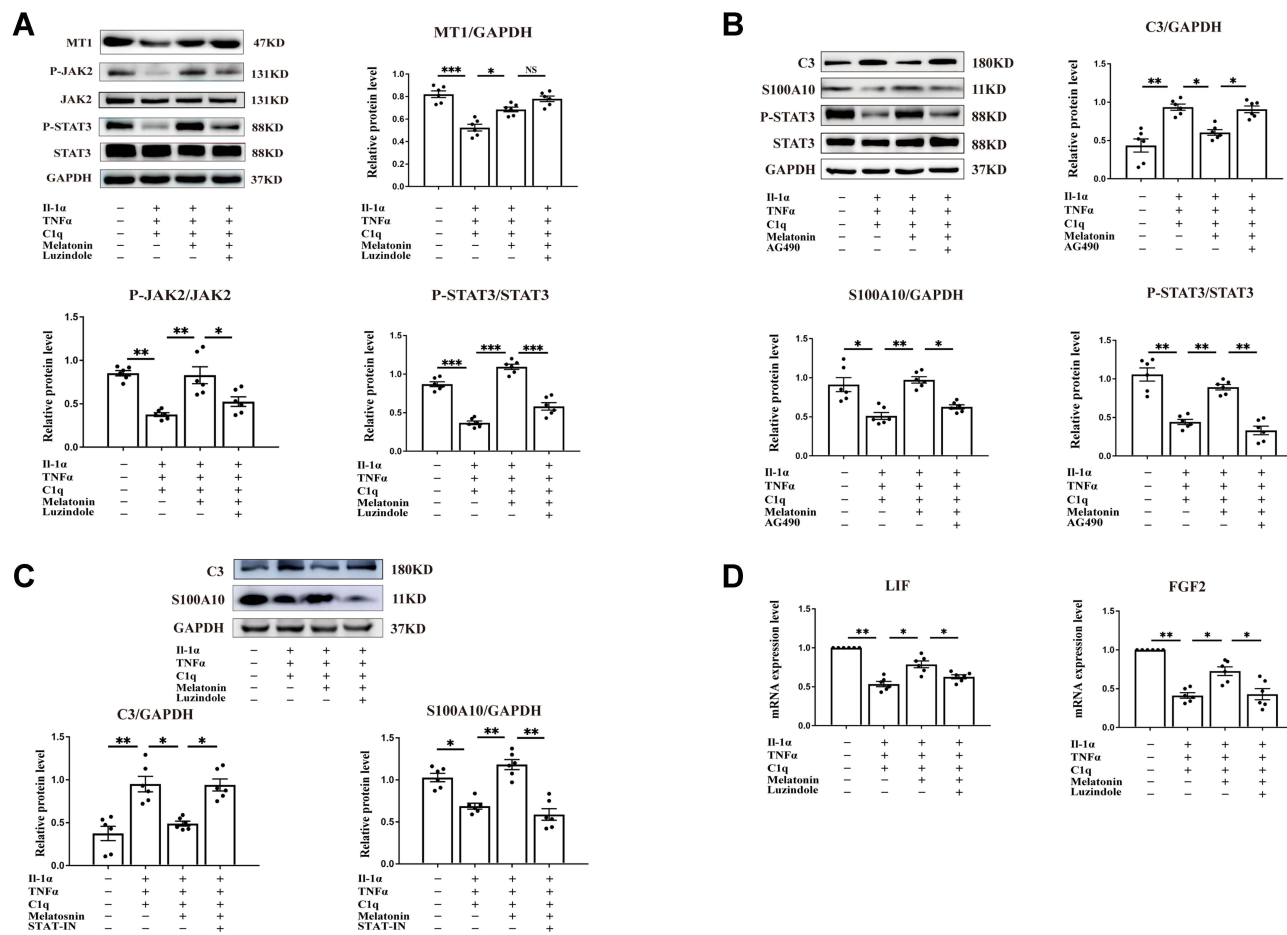 A
MT1 47KD
P-JAK2 131KD
JAK2 131KD
P-STAT3 88KD
STAT3 88KD
GAPDH 37KD
Il-1α − + + +
TNFα − + + +
C1q − + + +
Melatonin − − + +
Luzindole − − − +
MT1/GAPDH
Relative protein level
1.0
0.8
0.6
0.4
0.2
0.0
*** * NS
Il-1α − + + +
TNFα − + + +
C1q − + + +
Melatonin − − + +
Luzindole − − − +
P-JAK2/JAK2
Relative protein level
1.5
1.0
0.5
0.0
** ** *
Il-1α − + + +
TNFα − + + +
C1q − + + +
Melatonin − − + +
Luzindole − − − +
P-STAT3/STAT3
Relative protein level
1.5
1.0
0.5
0.0
*** *** ***
Il-1α − + + +
TNFα − + + +
C1q − + + +
Melatonin − − + +
Luzindole − − − +
B
C3 180KD
S100A10 11KD
P-STAT3 88KD
STAT3 88KD
GAPDH 37KD
Il-1α − + + +
TNFα − + + +
C1q − + + +
Melatonin − − + +
AG490 − − − +
C3/GAPDH
Relative protein level
1.5
1.0
0.5
0.0
** * *
Il-1α − + + +
TNFα − + + +
C1q − + + +
Melatonin − − + +
AG490 − − − +
S100A10/GAPDH
Relative protein level
1.5
1.0
0.5
0.0
* ** *
Il-1α − + + +
TNFα − + + +
C1q − + + +
Melatonin − − + +
AG490 − − − +
P-STAT3/STAT3
Relative protein level
1.5
1.0
0.5
0.0
** ** **
Il-1α − + + +
TNFα − + + +
C1q − + + +
Melatonin − − + +
AG490 − − − +
C
C3 180KD
S100A10 11KD
GAPDH 37KD
Il-1α − + + +
TNFα − + + +
C1q − + + +
Melatonin − − + +
Luzindole − − − +
C3/GAPDH
Relative protein level
1.5
1.0
0.5
0.0
** * *
Il-1α − + + +
TNFα − + + +
C1q − + + +
Melatosnin − − + +
STAT-IN − − − +
S100A10/GAPDH
Relative protein level
1.5
1.0
0.5
0.0
* ** **
Il-1α − + + +
TNFα − + + +
C1q − + + +
Melatonin − − + +
STAT-IN − − − +
D
LIF
mRNA expression level
1.5
1.0
0.5
0.0
** * *
Il-1α − + + +
TNFα − + + +
C1q − + + +
Melatonin − − + +
Luzindole − − − +
FGF2
mRNA expression level
1.5
1.0
0.5
0.0
** * *
Il-1α − + + +
TNFα − + + +
C1q − + + +
Melatonin − − + +
Luzindole − − − +